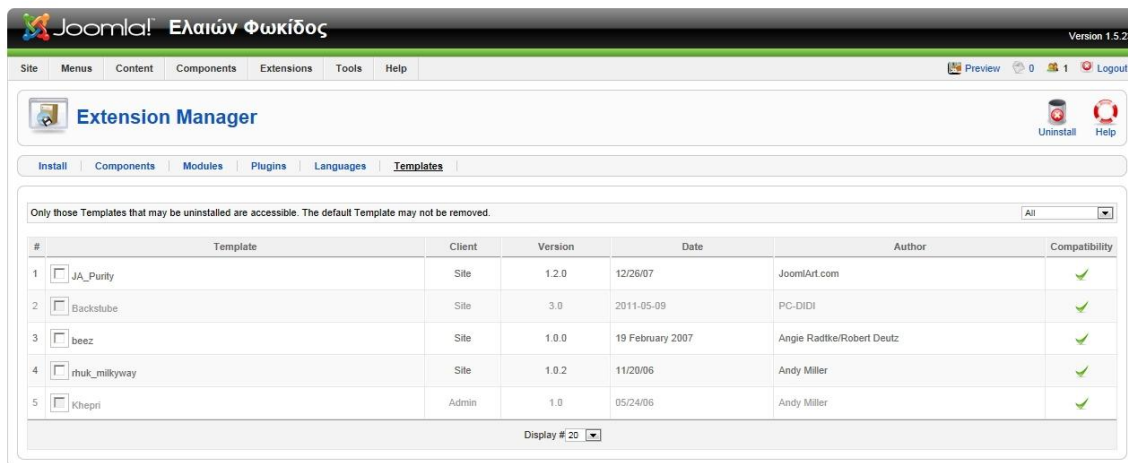 Joomla! Ελαιών Φωκίδος
Version 1.5.2
Site Menus Content Components Extensions Tools Help Preview 0 1 Logout
Extension Manager
Uninstall Help
Install Components Modules Plugins Languages Templates
Only those Templates that may be uninstalled are accessible. The default Template may not be removed. All
# Template Client Version Date Author Compatibility
1 JA_Purity Site 1.2.0 12/26/07 JoomlArt.com
2 Backstube Site 3.0 2011-05-09 PC-DIDI
3 beez Site 1.0.0 19 February 2007 Angie Radtke/Robert Deutz
4 rhuk_milkyway Site 1.0.2 11/20/06 Andy Miller
5 Khepri Admin 1.0 05/24/06 Andy Miller
Display # 20